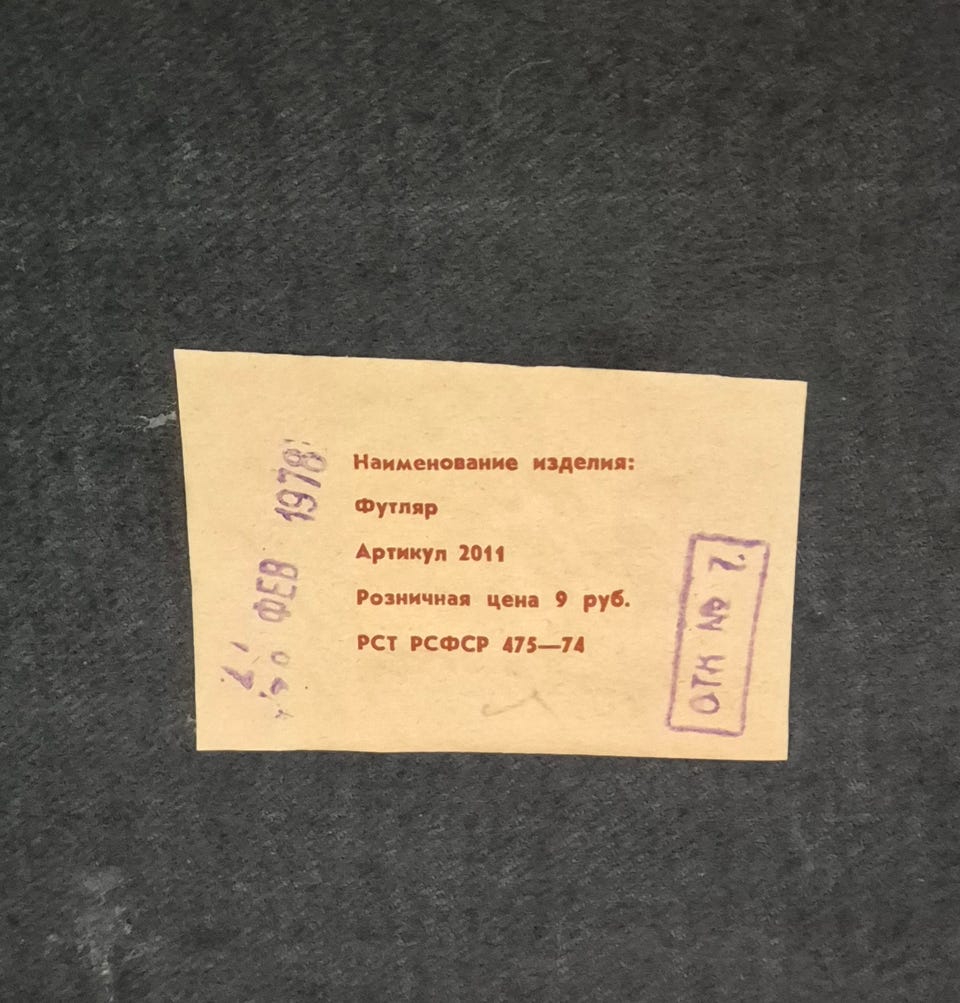 Наименование изделия:
Футляр
Артикул 2011
Розничная цена 9 руб.
РСТ РСФСР 475—74
ФЕВ 1978
ОТК № 7.